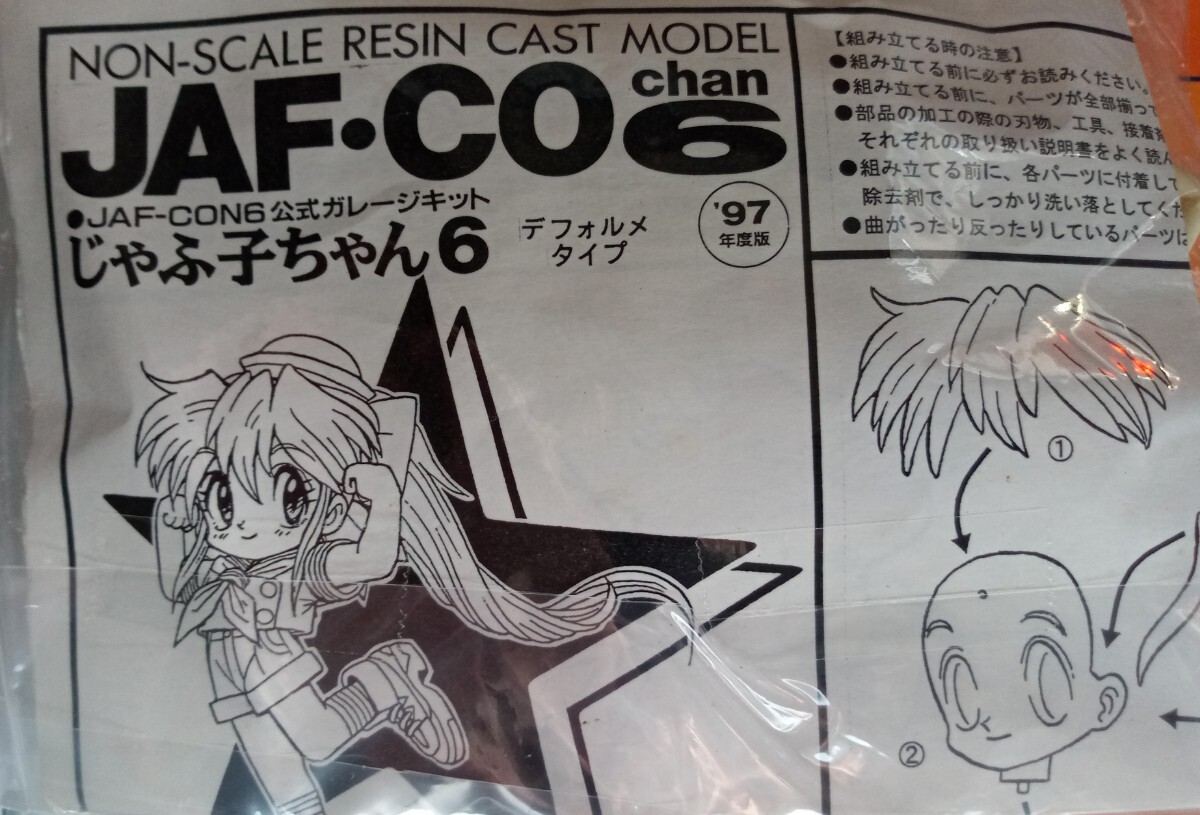 NON-SCALE RESIN CAST MODEL
JAF・CO chan 6
●JAF-CON6公式ガレージキット
じゃふ子ちゃん6
デフォルメ
タイプ
'97
年度版
【組み立てる時の注意】
●組み立てる前に必ずお読みください。
●組み立てる前に、パーツが全部揃って
●部品の加工の際の刃物、工具、接着剤
それぞれの取り扱い説明書をよく読ん
●組み立てる前に、各パーツに付着して
除去剤で、しっかり洗い落としてくだ
●曲がったり反ったりしているパーツは
①
②